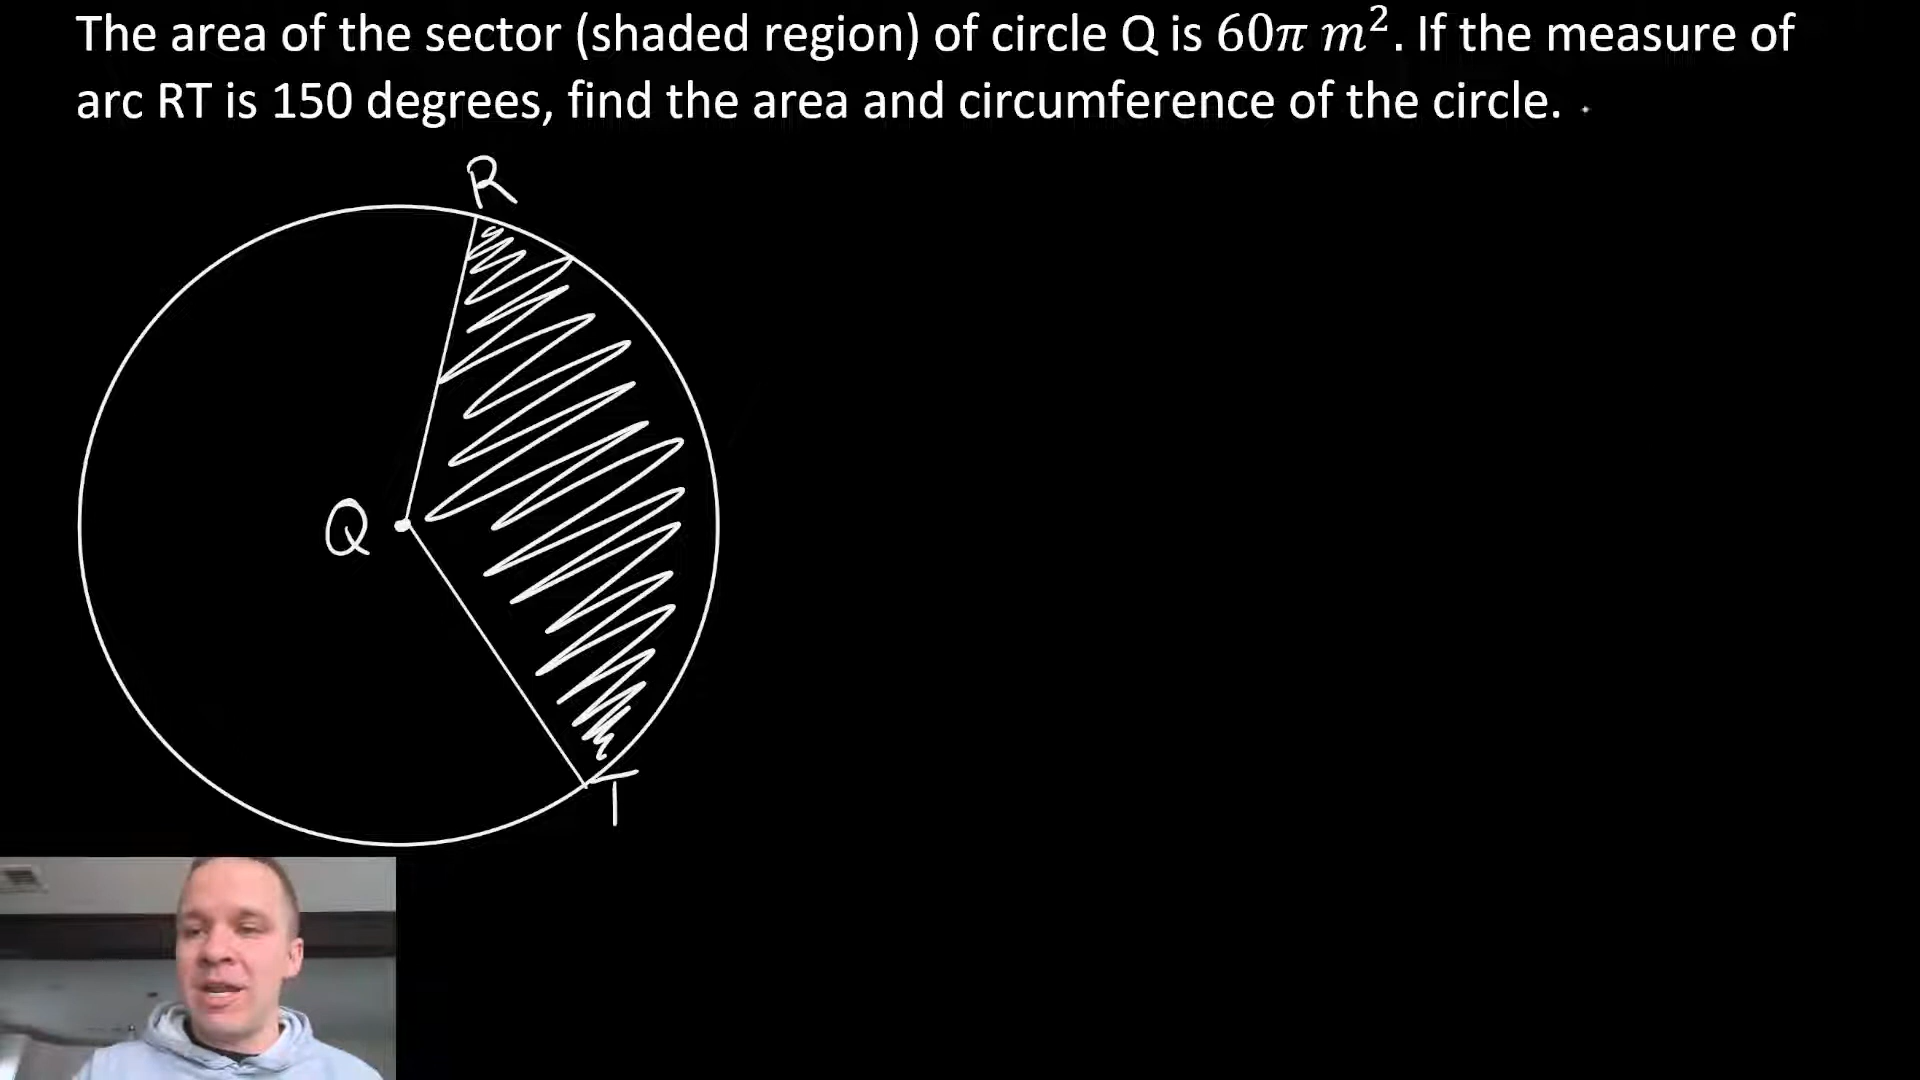 The area of the sector (shaded region) of circle Q is 60π m². If the measure of
arc RT is 150 degrees, find the area and circumference of the circle.
R
Q
T